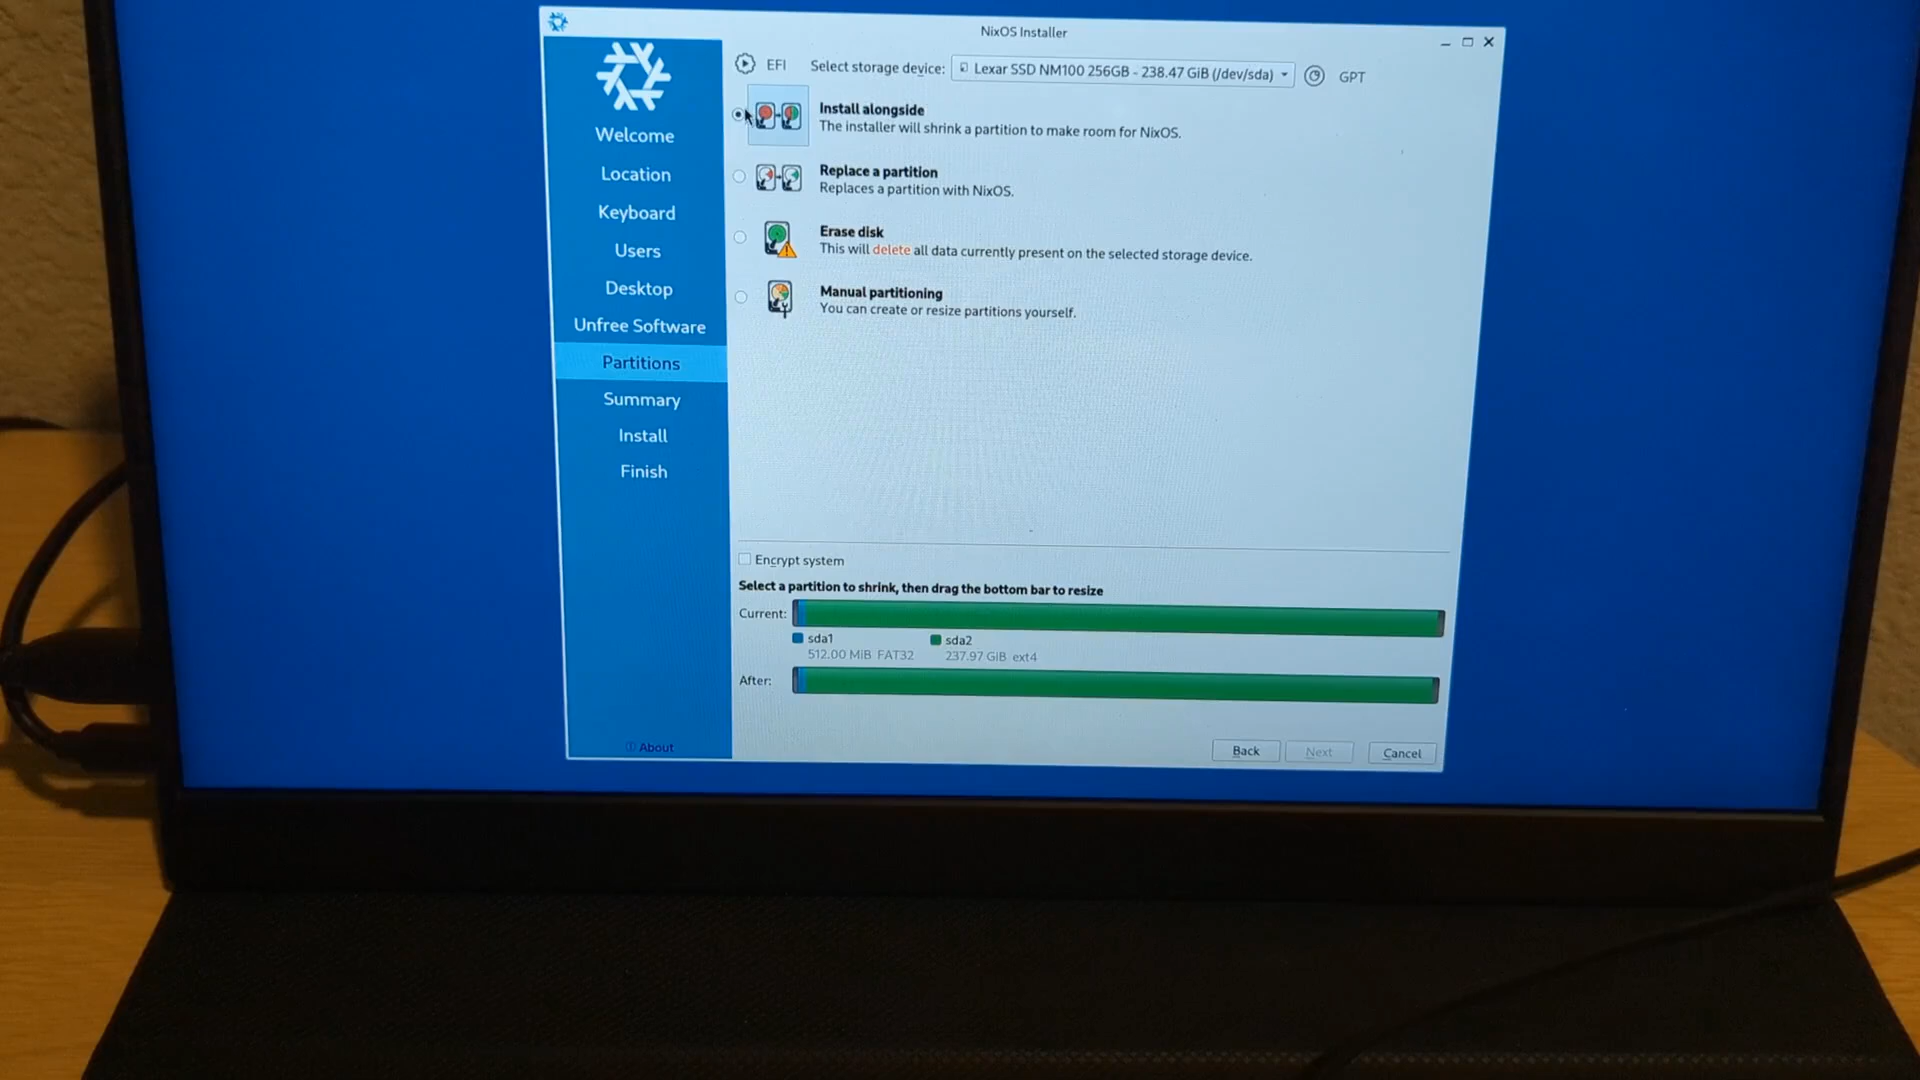 NixOS Installer
EFI Select storage device: Lexar SSD NM100 256GB - 238.47 GiB (/dev/sda) GPT
Install alongside
The installer will shrink a partition to make room for NixOS.
Replace a partition
Replaces a partition with NixOS.
Erase disk
This will delete all data currently present on the selected storage device.
Manual partitioning
You can create or resize partitions yourself.
Welcome
Location
Keyboard
Users
Desktop
Unfree Software
Partitions
Summary
Install
Finish
About
Encrypt system
Select a partition to shrink, then drag the bottom bar to resize
Current:
sda1 sda2
512.00 MiB FAT32 237.97 GiB ext4
After:
Back Next Cancel